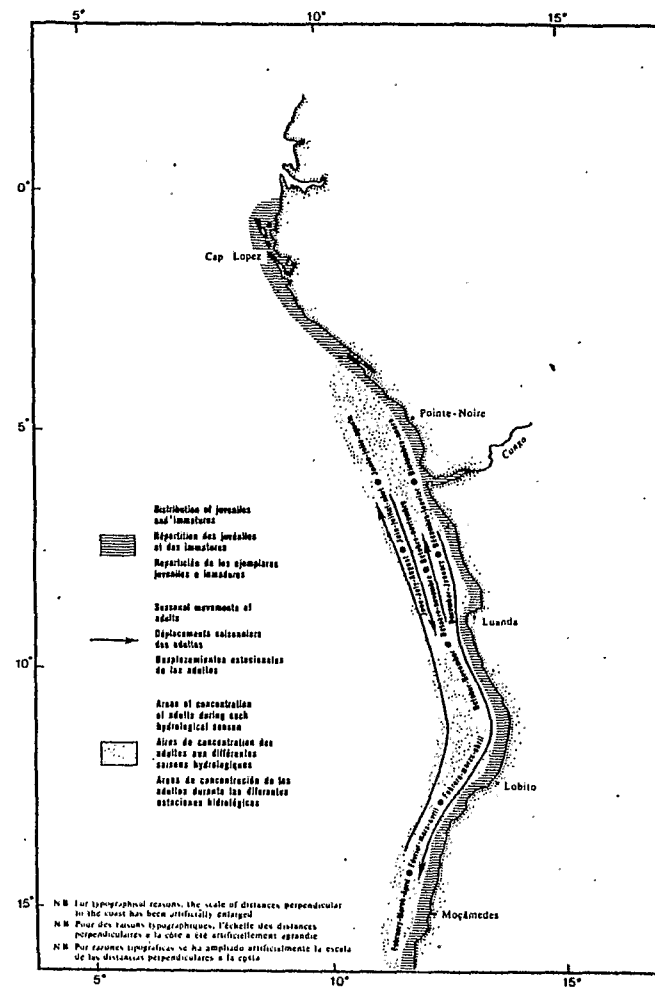 5°
10°
15°
0°
Cap Lopez
Pointe-Noire
5°
Congo
Distribution of juveniles
and immatures
Répartition des juvéniles
et des immatures
Repartición de los ejemplares
juveniles e inmaduros
Seasonal movements of
adults
Déplacements saisonniers
des adultes
Desplazamientos estacionales
de los adultos
Luanda
10°
Areas of concentration
of adults during each
hydrological season
Aires de concentration des
adultes aux différentes
saisons hydrologiques
Areas de concentración de los
adultos durante las diferentes
estaciones hidrológicas
Lobito
15°
Moçâmedes
NB For typographical reasons, the scale of distances perpendicular
to the coast has been artificially enlarged
NB Pour des raisons typographiques, l'échelle des distances
perpendiculaires à la côte a été artificiellement agrandie
NB Por razones tipográficas se ha ampliado artificialmente la escala
de las distancias perpendiculares a la costa
5°
10°
15°